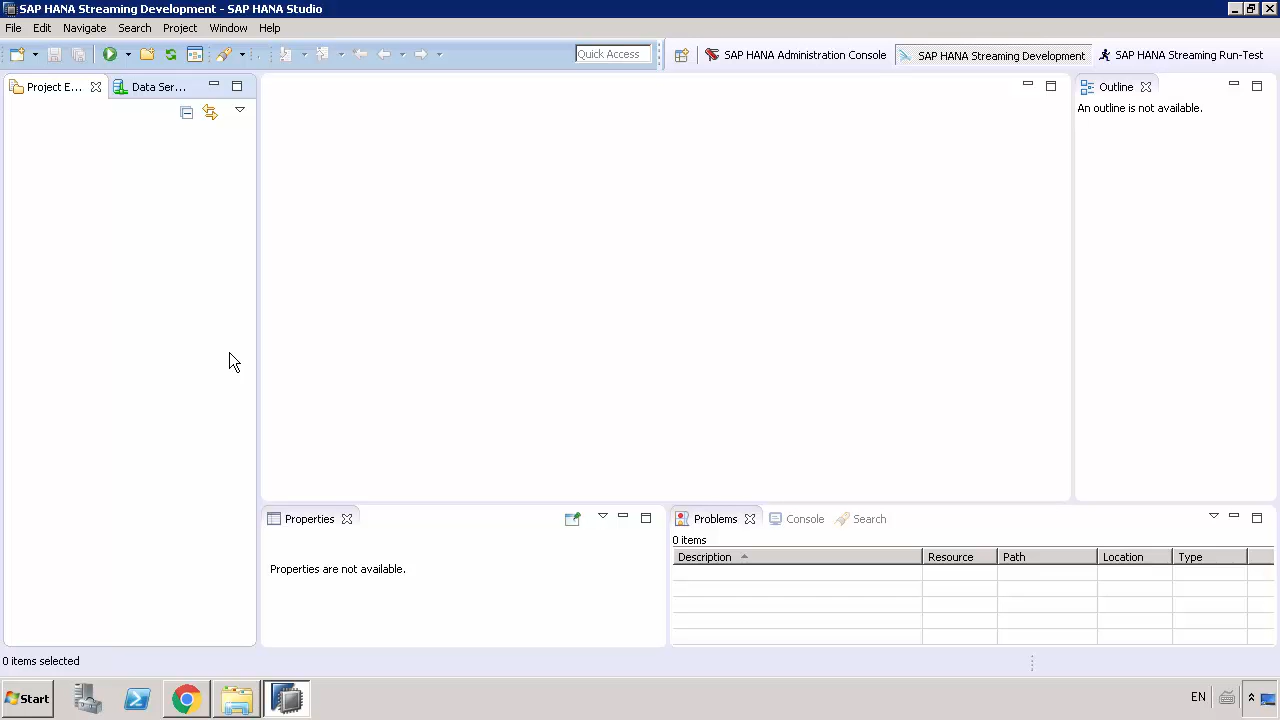 SAP HANA Streaming Development - SAP HANA Studio
File Edit Navigate Search Project Window Help
Quick Access
SAP HANA Administration Console
SAP HANA Streaming Development
SAP HANA Streaming Run-Test
Project E...
Data Ser...
Outline
An outline is not available.
Properties
Properties are not available.
Problems
Console
Search
0 items
Description Resource Path Location Type
0 items selected
Start
EN